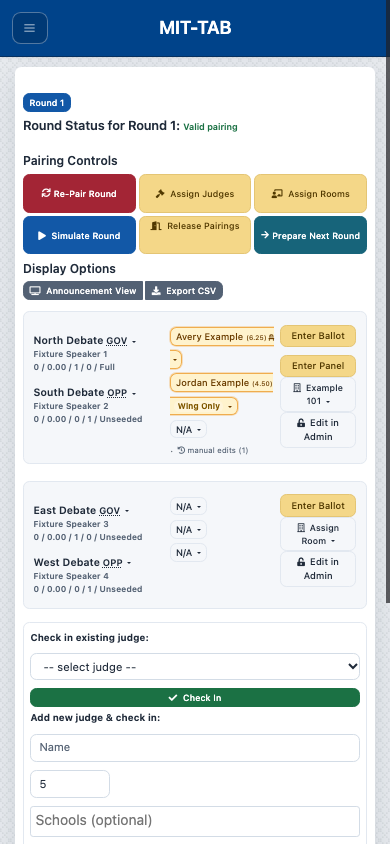 MIT-TAB
Round 1
Round Status for Round 1: Valid pairing
Pairing Controls
Re-Pair Round
Assign Judges
Assign Rooms
Simulate Round
Release Pairings
Prepare Next Round
Display Options
Announcement View
Export CSV
North Debate GOV
Fixture Speaker 1
0 / 0.00 / 1 / 0 / Full
South Debate OPP
Fixture Speaker 2
0 / 0.00 / 0 / 1 / Unseeded
Avery Example (6.25)
Jordan Example (4.50)
Wing Only
N/A
· manual edits (1)
Enter Ballot
Enter Panel
Example
101
Edit in
Admin
East Debate GOV
Fixture Speaker 3
0 / 0.00 / 1 / 0 / Unseeded
West Debate OPP
Fixture Speaker 4
0 / 0.00 / 0 / 1 / Unseeded
N/A
N/A
N/A
Enter Ballot
Assign
Room
Edit in
Admin
Check in existing judge:
-- select judge --
Check In
Add new judge & check in:
Name
5
Schools (optional)